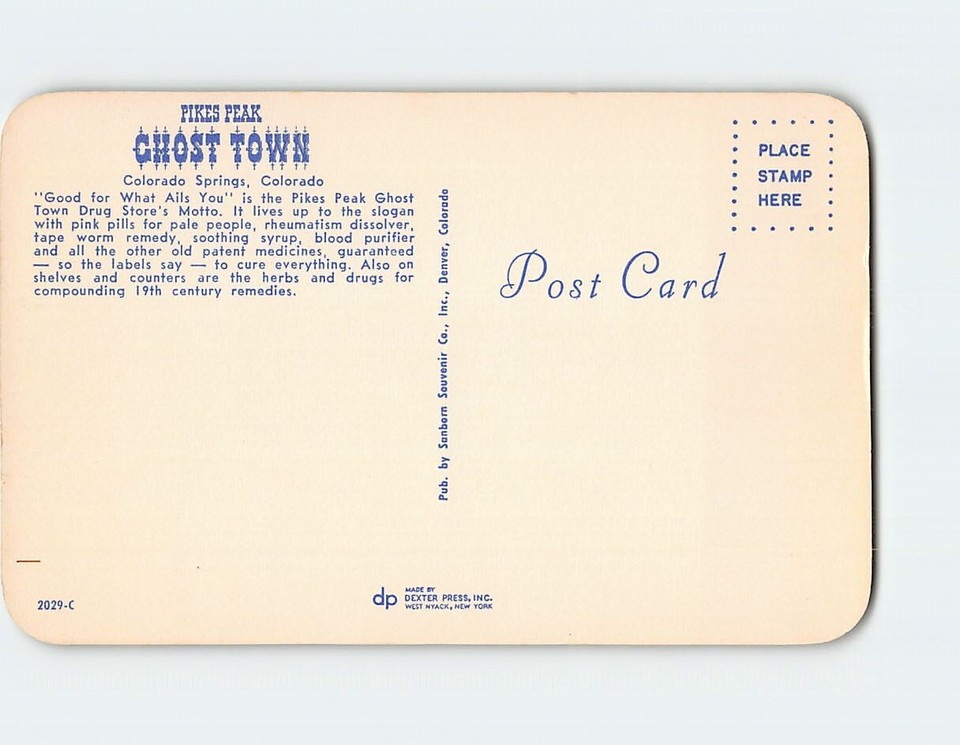 PIKES PEAK
GHOST TOWN
Colorado Springs, Colorado
"Good for What Ails You" is the Pikes Peak Ghost
Town Drug Store's Motto. It lives up to the slogan
with pink pills for pale people, rheumatism dissolver,
tape worm remedy, soothing syrup, blood purifier
and all the other old patent medicines, guaranteed
— so the labels say — to cure everything. Also on
shelves and counters are the herbs and drugs for
compounding 19th century remedies.
Pub. by Sanborn Souvenir Co., Inc., Denver, Colorado
PLACE
STAMP
HERE
Post Card
2029-C
dp
MADE BY
DEXTER PRESS, INC.
WEST NYACK, NEW YORK